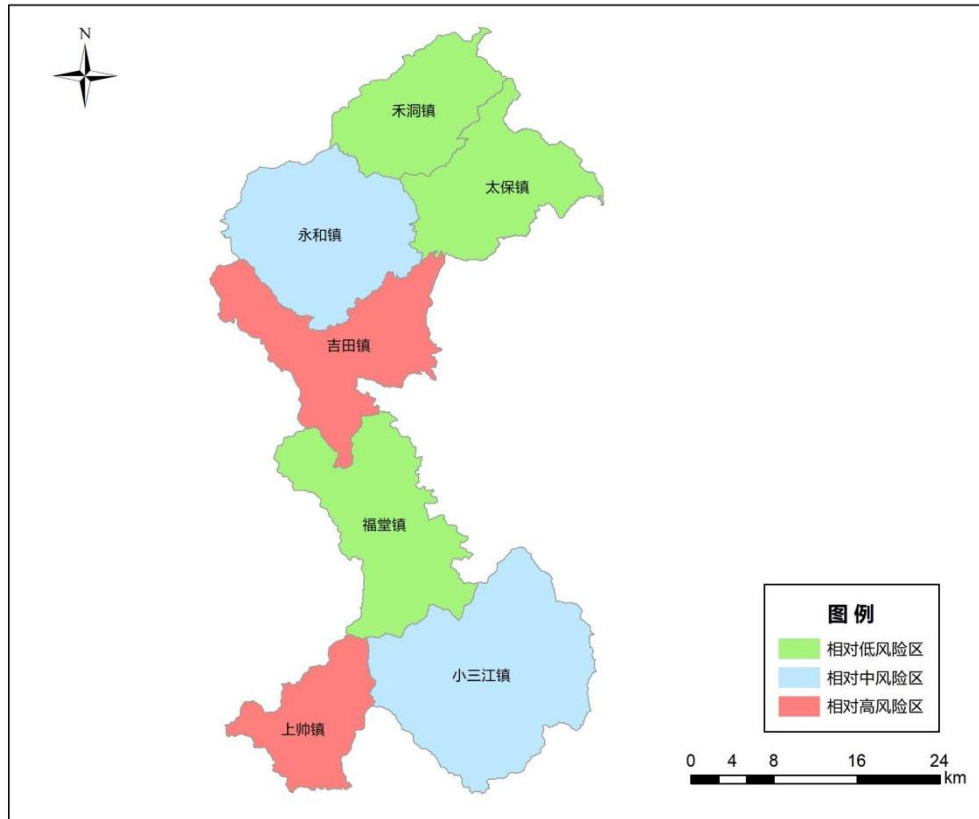 N
禾洞镇
太保镇
永和镇
吉田镇
福堂镇
小三江镇
上帅镇
图 例
相对低风险区
相对中风险区
相对高风险区
0 4 8 16 24
km